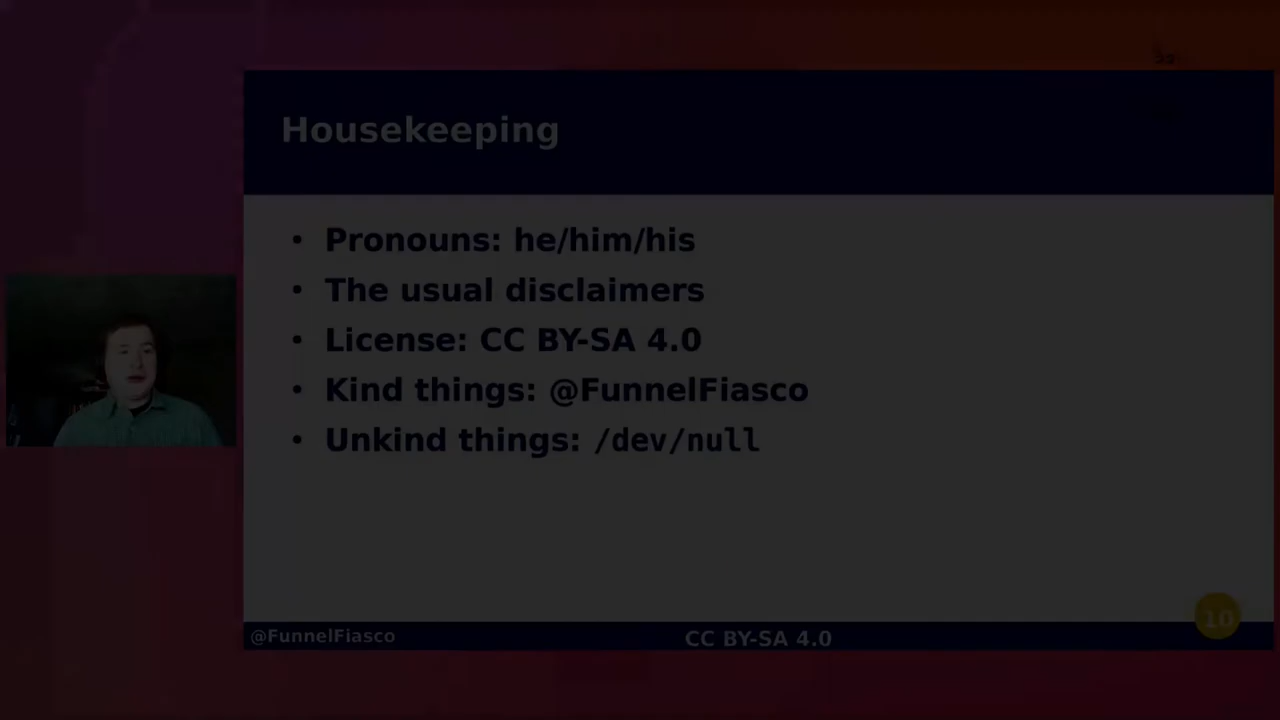 Housekeeping
• Pronouns: he/him/his
• The usual disclaimers
• License: CC BY-SA 4.0
• Kind things: @FunnelFiasco
• Unkind things: /dev/null
10
@FunnelFiasco
CC BY-SA 4.0